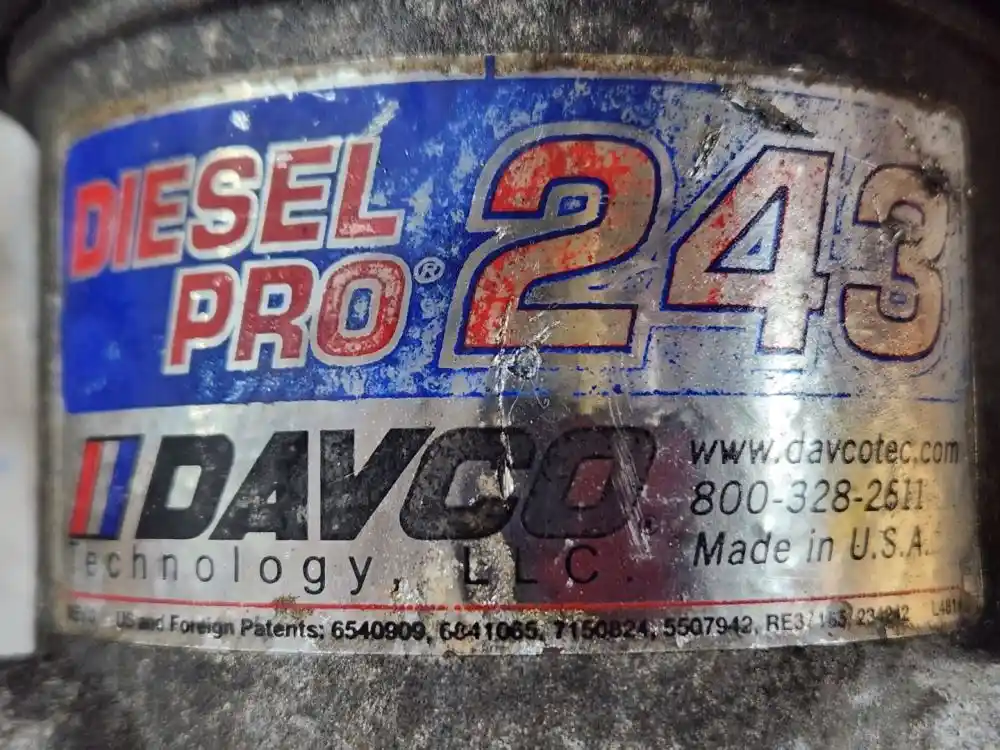 DIESEL
PRO®
243
DAVCO
Technology, LLC.
www.davcotec.com
800-328-2611
Made in U.S.A.
US and Foreign Patents: 6540909, 6841065, 7150824, 5507942,